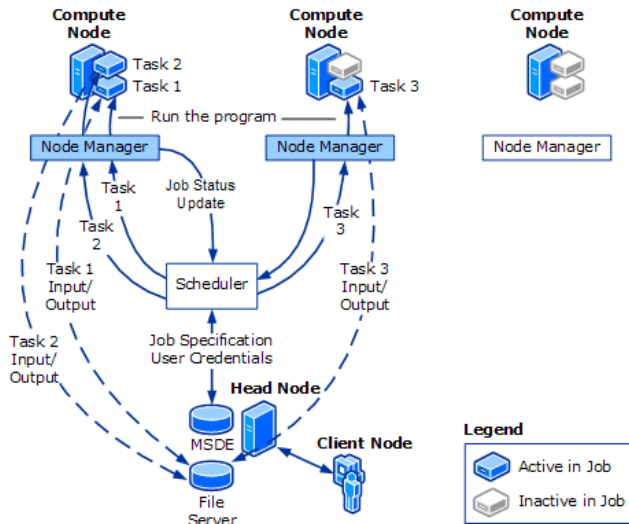 Compute
Node
Compute
Node
Compute
Node
Task 2
Task 1
Task 3
Run the program
Node Manager
Node Manager
Node Manager
Job Status
Update
Task
1
Task
2
Task
3
Scheduler
Task 1
Input/
Output
Task 3
Input/
Output
Task 2
Input/
Output
Job Specification
User Credentials
Head Node
MSDE
Client Node
File
Server
Legend
Active in Job
Inactive in Job